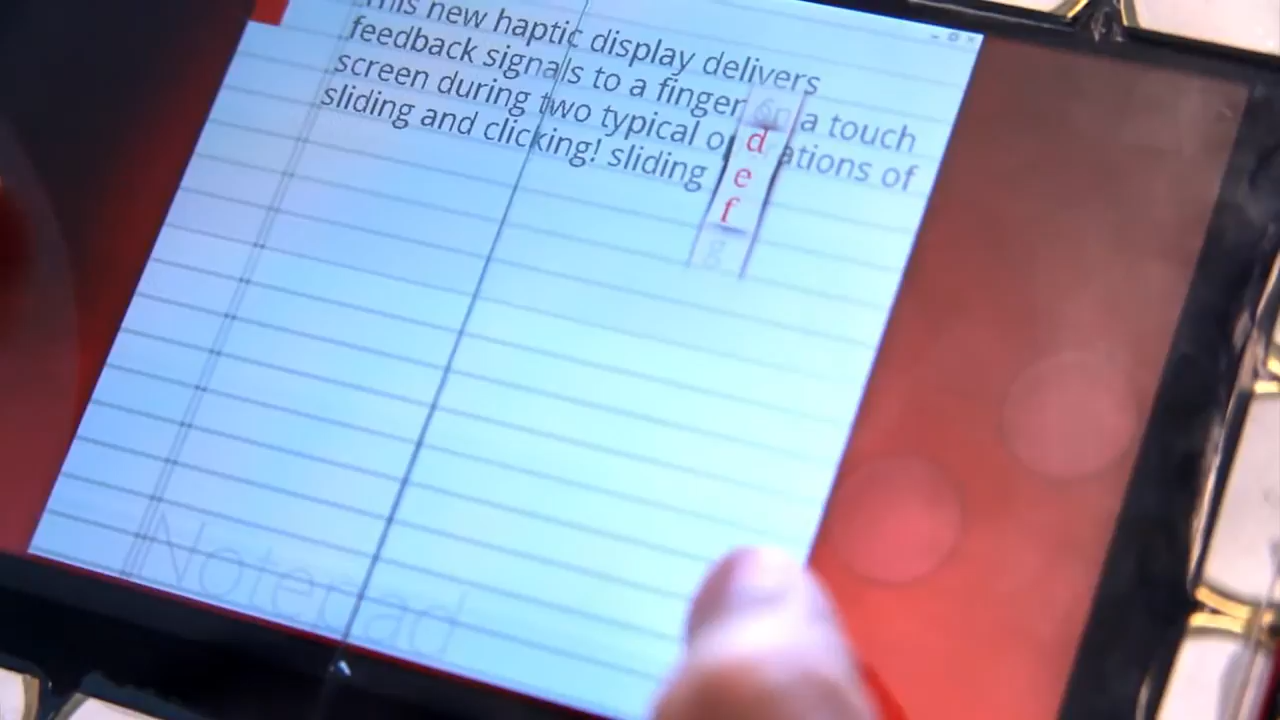 This new haptic display delivers
feedback signals to a finger on a touch
screen during two typical operations of
sliding and clicking! sliding
d
e
f
g
Notepad